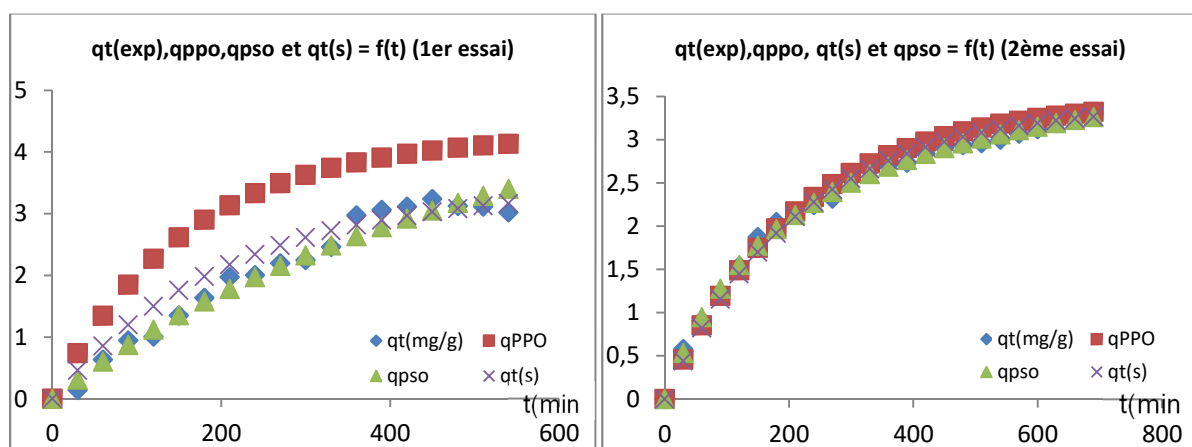 qt(exp),qppo,qpso et qt(s) = f(t) (1er essai)
5
4
3
2
1
0
qt(mg/g)
qPPO
qpso
qt(s)
t(min
0
200
400
600
qt(exp),qppo, qt(s) et qpso = f(t) (2ème essai)
3,5
3
2,5
2
1,5
1
0,5
0
qt(mg/g)
qPPO
qpso
qt(s)
t(min
0
200
400
600
800